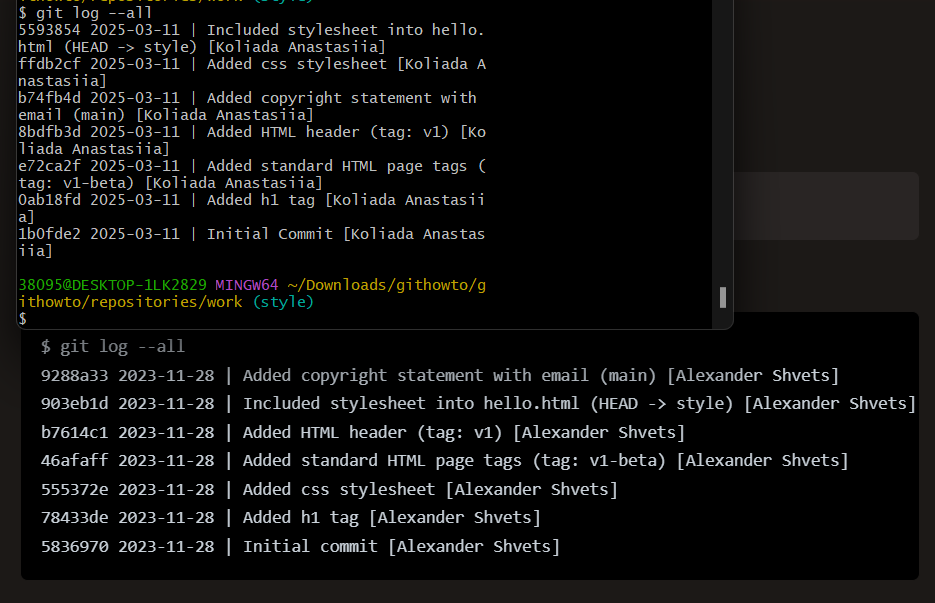 $ git log --all
5593854 2025-03-11 | Included stylesheet into hello.
html (HEAD -> style) [Koliada Anastasiia]
ffdb2cf 2025-03-11 | Added css stylesheet [Koliada A
nastasiia]
b74fb4d 2025-03-11 | Added copyright statement with
email (main) [Koliada Anastasiia]
8bdfb3d 2025-03-11 | Added HTML header (tag: v1) [Ko
liada Anastasiia]
e72ca2f 2025-03-11 | Added standard HTML page tags (
tag: v1-beta) [Koliada Anastasiia]
0ab18fd 2025-03-11 | Added h1 tag [Koliada Anastasii
a]
1b0fde2 2025-03-11 | Initial Commit [Koliada Anastas
iia]
38095@DESKTOP-1LK2829 MINGW64 ~/Downloads/githowto/g
ithowto/repositories/work (style)
$
$ git log --all
9288a33 2023-11-28 | Added copyright statement with email (main) [Alexander Shvets]
903eb1d 2023-11-28 | Included stylesheet into hello.html (HEAD -> style) [Alexander Shvets]
b7614c1 2023-11-28 | Added HTML header (tag: v1) [Alexander Shvets]
46afaff 2023-11-28 | Added standard HTML page tags (tag: v1-beta) [Alexander Shvets]
555372e 2023-11-28 | Added css stylesheet [Alexander Shvets]
78433de 2023-11-28 | Added h1 tag [Alexander Shvets]
5836970 2023-11-28 | Initial commit [Alexander Shvets]